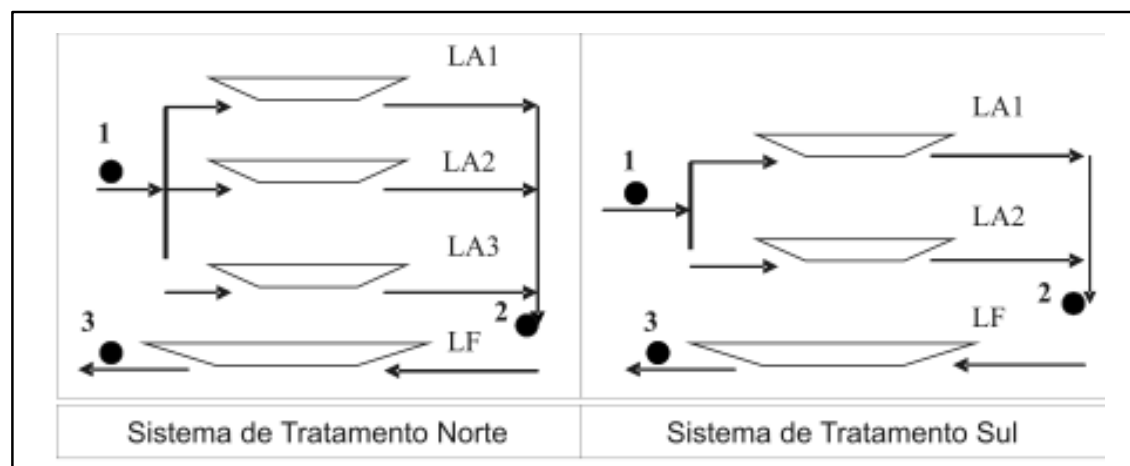 LA1
1
LA2
LA3
3
2
LF
Sistema de Tratamento Norte
LA1
1
LA2
2
3
LF
Sistema de Tratamento Sul